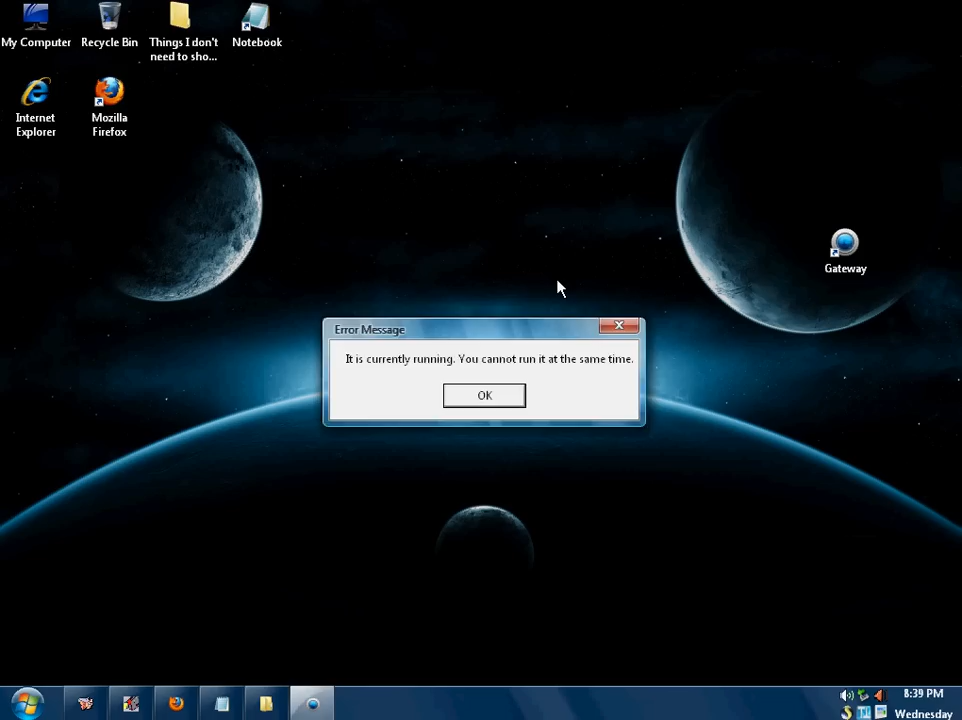 My Computer
Recycle Bin
Things I don't
need to sho...
Notebook
Internet
Explorer
Mozilla
Firefox
Gateway
Error Message
It is currently running. You cannot run it at the same time.
OK
8:39 PM
Wednesday